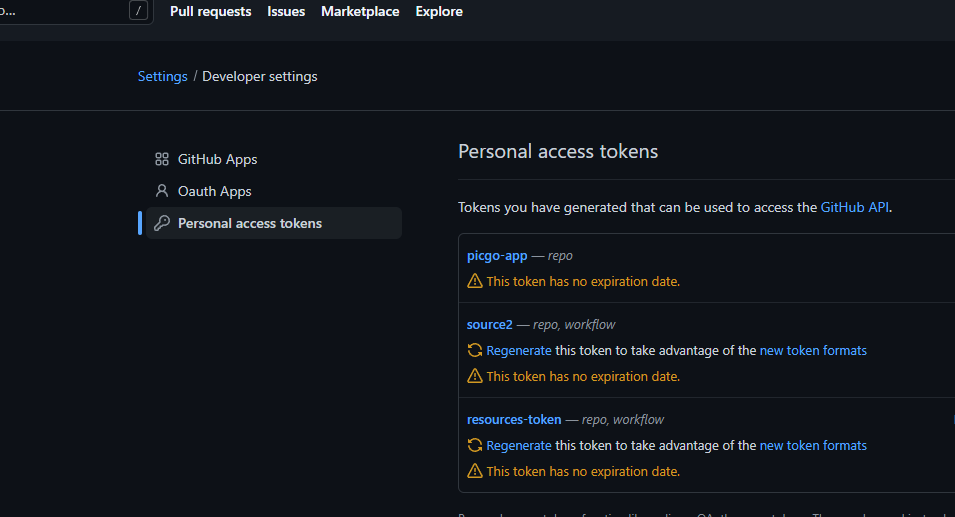 o... /
Pull requests Issues Marketplace Explore
Settings / Developer settings
GitHub Apps
Oauth Apps
Personal access tokens
Personal access tokens
Tokens you have generated that can be used to access the GitHub API.
picgo-app — repo
This token has no expiration date.
source2 — repo, workflow
Regenerate this token to take advantage of the new token formats
This token has no expiration date.
resources-token — repo, workflow
Regenerate this token to take advantage of the new token formats
This token has no expiration date.